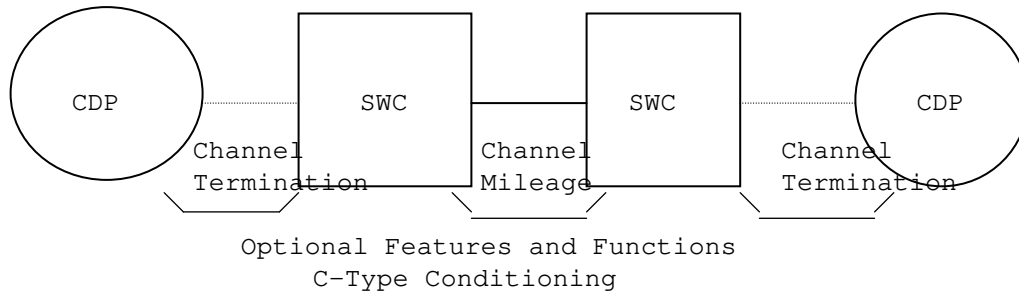 CDP SWC SWC CDP
Channel Channel Channel
Termination Mileage Termination
Optional Features and Functions
C-Type Conditioning